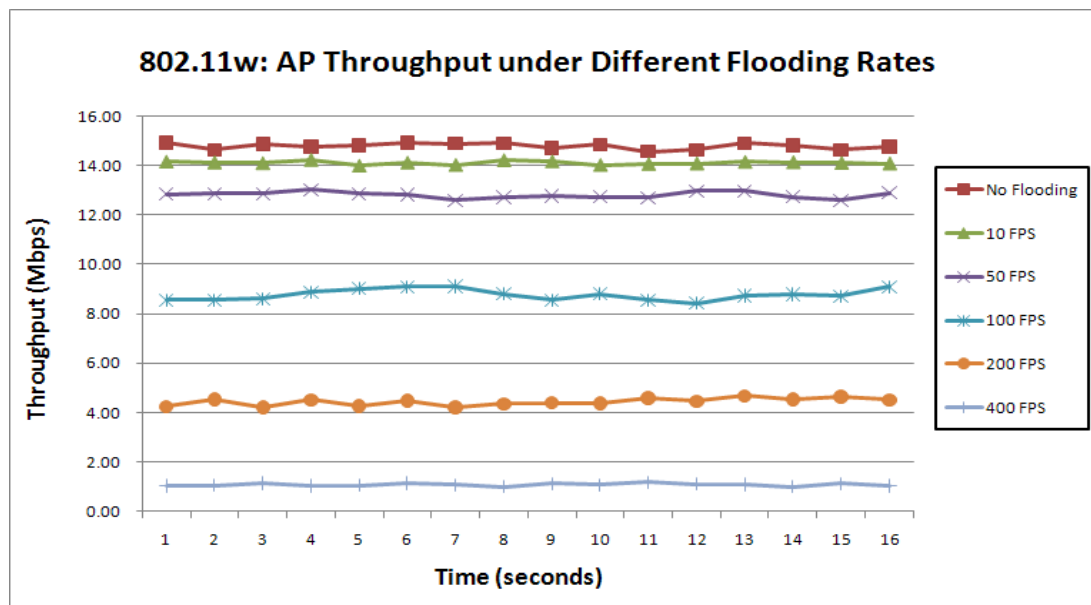 802.11w: AP Throughput under Different Flooding Rates
16.00
14.00
12.00
10.00
8.00
6.00
4.00
2.00
0.00
Throughput (Mbps)
1 2 3 4 5 6 7 8 9 10 11 12 13 14 15 16
Time (seconds)
No Flooding
10 FPS
50 FPS
100 FPS
200 FPS
400 FPS